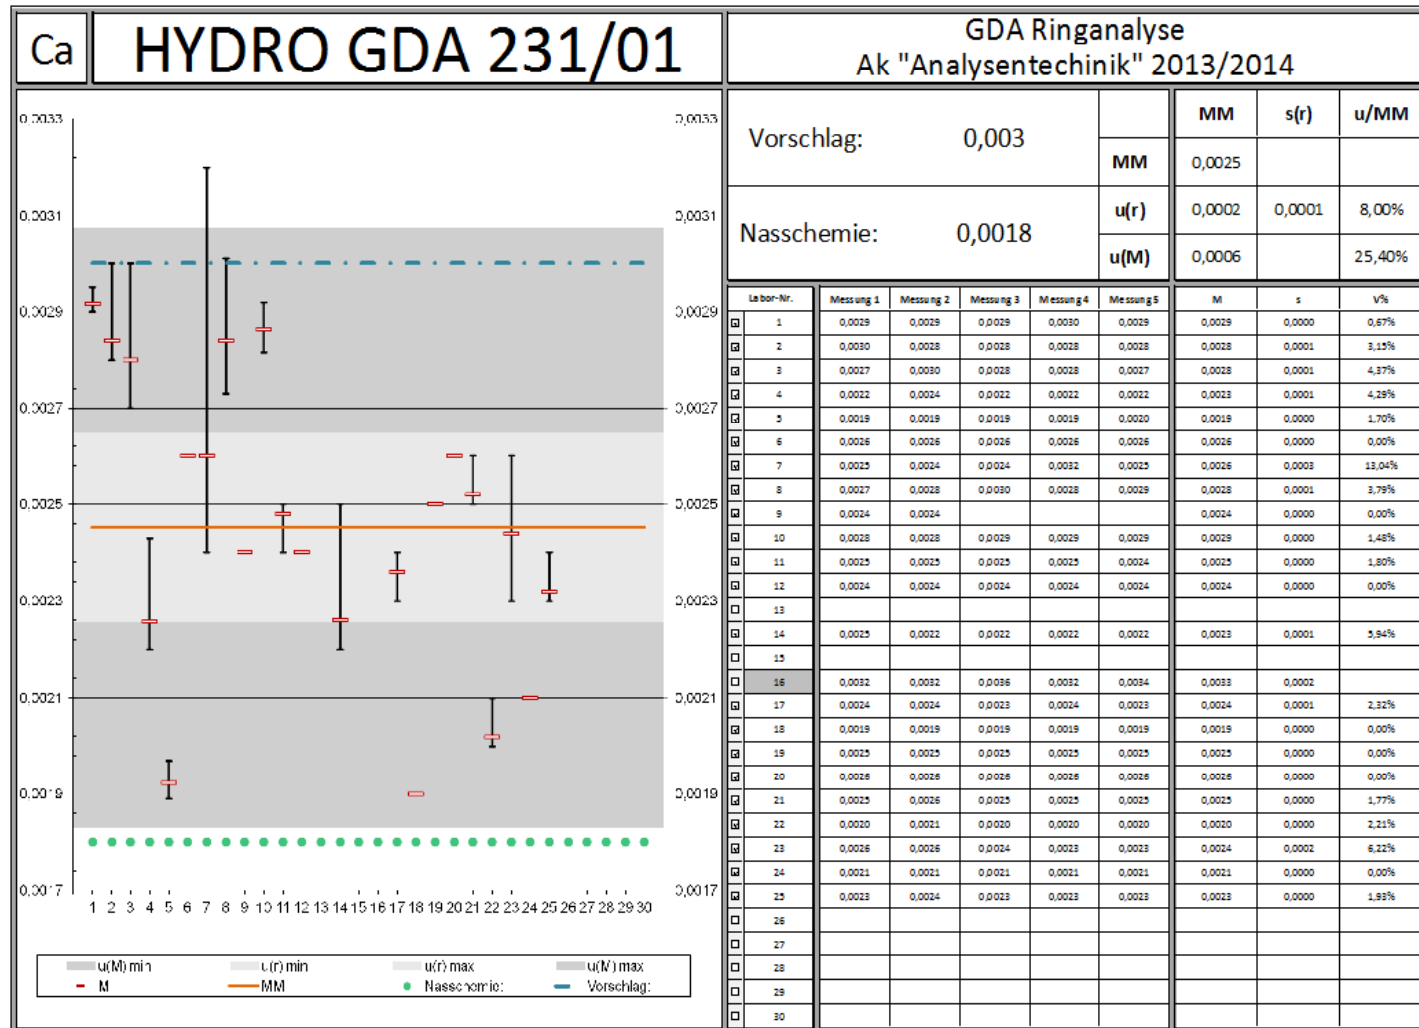 Ca
HYDRO GDA 231/01
GDA Ringanalyse
Ak "Analysentechinik" 2013/2014
0,0033
0,0031
0,0029
0,0027
0,0025
0,0023
0,0021
0,0019
0,0017
0,0033
0,0031
0,0029
0,0027
0,0025
0,0023
0,0021
0,0019
0,0017
1 2 3 4 5 6 7 8 9 10 11 12 13 14 15 16 17 18 19 20 21 22 23 24 25 26 27 28 29 30
u(M) min u(r) min u(r) max u(M) max
M MM Nasschemie: Vorschlag:
Vorschlag: 0,003
Nasschemie: 0,0018
MM s(r) u/MM
MM 0,0025
u(r) 0,0002 0,0001 8,00%
u(M) 0,0006 25,40%
Labor-Nr. Messung 1 Messung 2 Messung 3 Messung 4 Messung 5 M s V%
1 0,0029 0,0029 0,0029 0,0030 0,0029 0,0029 0,0000 0,67%
2 0,0030 0,0028 0,0028 0,0028 0,0028 0,0028 0,0001 3,15%
3 0,0027 0,0030 0,0028 0,0028 0,0027 0,0028 0,0001 4,37%
4 0,0022 0,0024 0,0022 0,0022 0,0022 0,0023 0,0001 4,29%
5 0,0019 0,0019 0,0019 0,0019 0,0020 0,0019 0,0000 1,70%
6 0,0026 0,0026 0,0026 0,0026 0,0026 0,0026 0,0000 0,00%
7 0,0025 0,0024 0,0024 0,0032 0,0025 0,0026 0,0003 13,04%
8 0,0027 0,0028 0,0030 0,0028 0,0029 0,0028 0,0001 3,79%
9 0,0024 0,0024 0,0024 0,0000 0,00%
10 0,0028 0,0028 0,0029 0,0029 0,0029 0,0029 0,0000 1,48%
11 0,0025 0,0025 0,0025 0,0025 0,0024 0,0025 0,0000 1,80%
12 0,0024 0,0024 0,0024 0,0024 0,0024 0,0024 0,0000 0,00%
13
14 0,0025 0,0022 0,0022 0,0022 0,0022 0,0023 0,0001 5,94%
15
16 0,0032 0,0032 0,0036 0,0032 0,0034 0,0033 0,0002
17 0,0024 0,0024 0,0023 0,0024 0,0023 0,0024 0,0001 2,32%
18 0,0019 0,0019 0,0019 0,0019 0,0019 0,0019 0,0000 0,00%
19 0,0025 0,0025 0,0025 0,0025 0,0025 0,0025 0,0000 0,00%
20 0,0026 0,0026 0,0026 0,0026 0,0026 0,0026 0,0000 0,00%
21 0,0025 0,0026 0,0025 0,0025 0,0025 0,0025 0,0000 1,77%
22 0,0020 0,0021 0,0020 0,0020 0,0020 0,0020 0,0000 2,21%
23 0,0026 0,0026 0,0024 0,0023 0,0023 0,0024 0,0002 6,22%
24 0,0021 0,0021 0,0021 0,0021 0,0021 0,0021 0,0000 0,00%
25 0,0023 0,0024 0,0023 0,0023 0,0023 0,0023 0,0000 1,93%
26
27
28
29
30